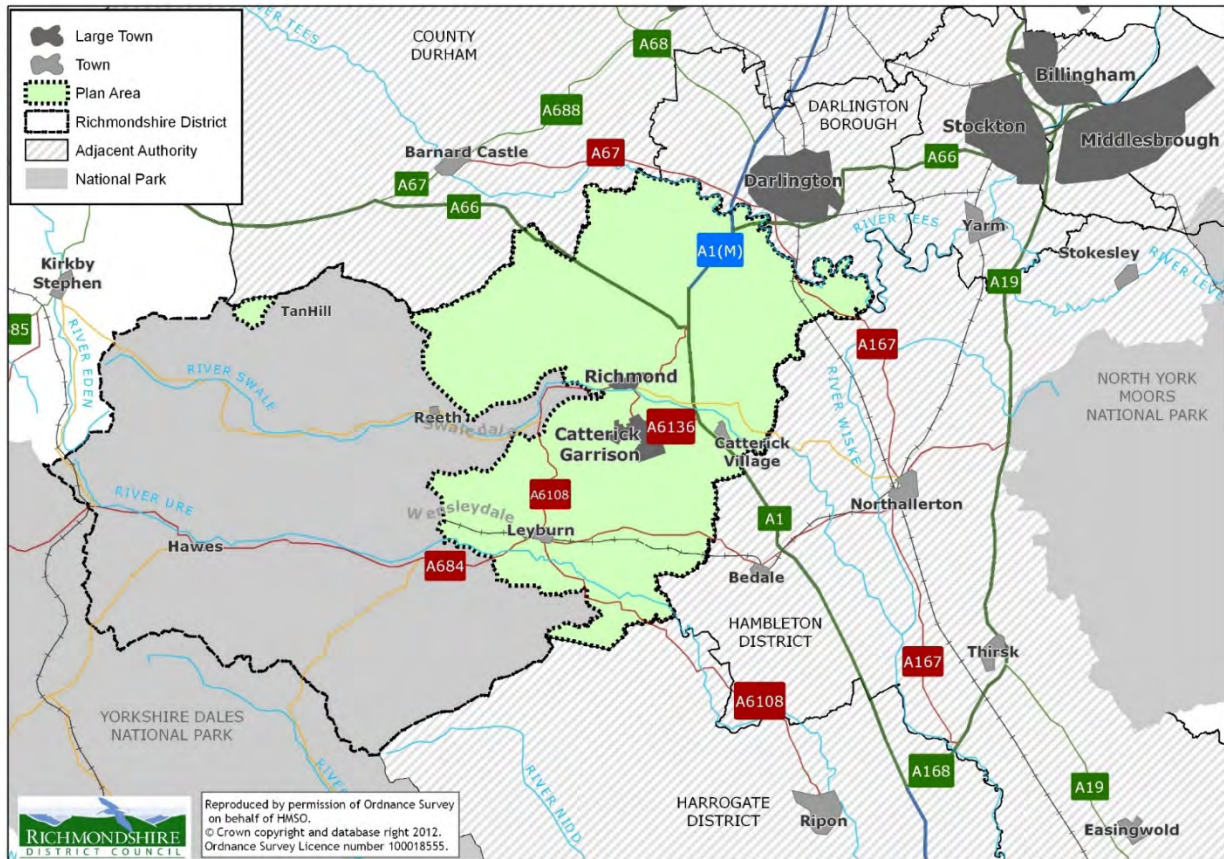 Large Town
Town
Plan Area
Richmondshire District
Adjacent Authority
National Park
RIVER TEES
COUNTY
DURHAM
A68
A688
DARLINGTON
BOROUGH
Billingham
Stockton
Middlesbrough
Barnard Castle
A67
A66
Darlington
A67
A66
RIVER TEES
Yarm
A1(M)
Stokesley
RIVER LEV
Kirkby
Stephen
A19
TanHill
85
RIVER EDEN
A167
RIVER SWALE
Richmond
NORTH YORK
MOORS
NATIONAL PARK
Reeth
Swaledale
A6136
Catterick
Garrison
Catterick
Village
RIVER WISKE
RIVER URE
A6108
Northallerton
Wensleydale
Leyburn
A1
Hawes
A684
Bedale
HAMBLETON
DISTRICT
A167
Thirsk
A6108
YORKSHIRE DALES
NATIONAL PARK
RIVER NIDD
A168
A19
HARROGATE
DISTRICT
Ripon
Easingwold
RICHMONDSHIRE
DISTRICT COUNCIL
Reproduced by permission of Ordnance Survey
on behalf of HMSO.
© Crown copyright and database right 2012.
Ordnance Survey Licence number 100018555.